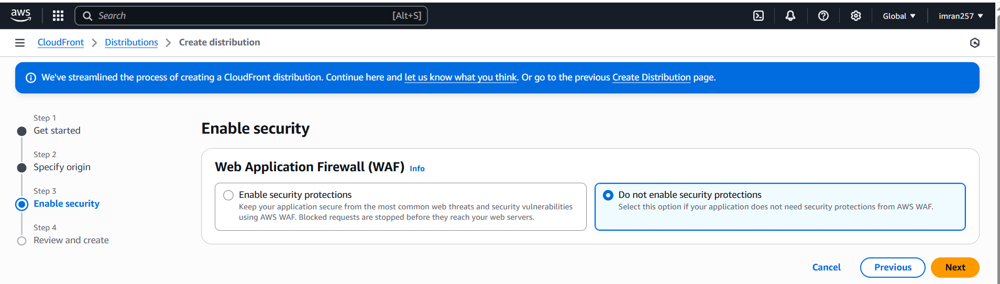 aws
Search
[Alt+S]
Global
imran257
CloudFront
Distributions
Create distribution
We've streamlined the process of creating a CloudFront distribution. Continue here and let us know what you think. Or go to the previous Create Distribution page.
Step 1
Get started
Step 2
Specify origin
Step 3
Enable security
Step 4
Review and create
Enable security
Web Application Firewall (WAF) Info
Enable security protections
Keep your application secure from the most common web threats and security vulnerabilities
using AWS WAF. Blocked requests are stopped before they reach your web servers.
Do not enable security protections
Select this option if your application does not need security protections from AWS WAF.
Cancel
Previous
Next